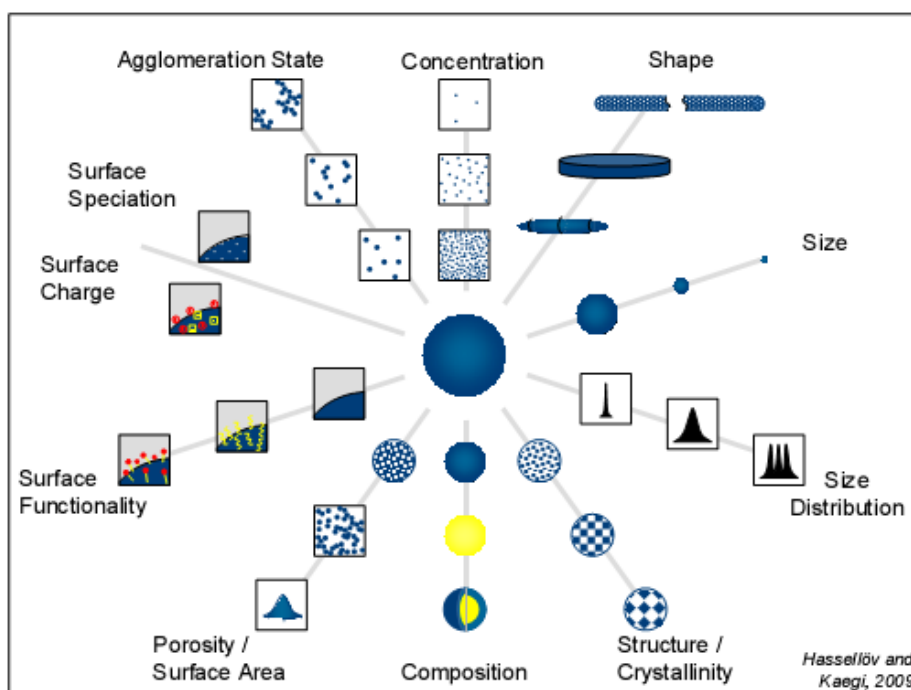 Agglomeration State
Concentration
Shape
Surface
Speciation
Size
Surface
Charge
Surface
Functionality
Size
Distribution
Porosity /
Surface Area
Composition
Structure /
Crystallinity
Hassellöv and
Kaegi, 2009